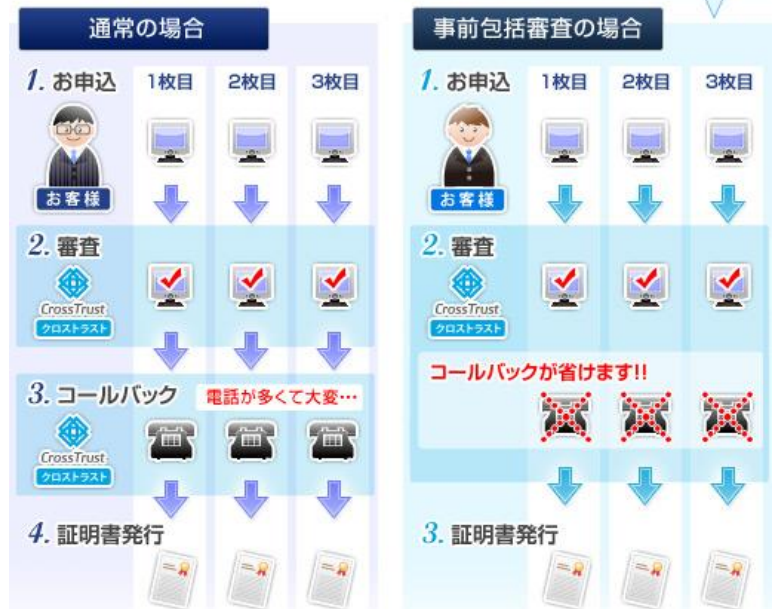 通常の場合
1. お申込
1枚目
2枚目
3枚目
お客様
2. 審査
CrossTrust
クロストラスト
3. コールバック
電話が多くて大変…
CrossTrust
クロストラスト
4. 証明書発行
事前包括審査の場合
1. お申込
1枚目
2枚目
3枚目
お客様
2. 審査
CrossTrust
クロストラスト
コールバックが省けます!!
3. 証明書発行